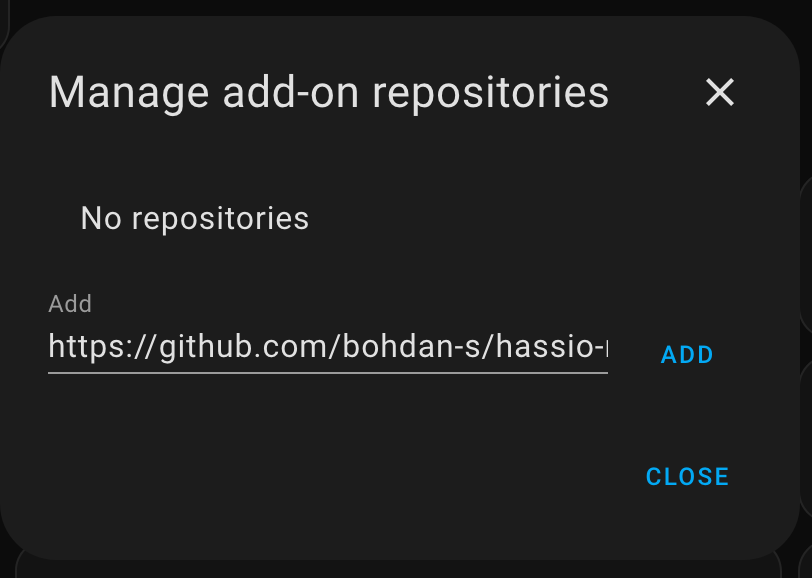 Manage add-on repositories
No repositories
Add
https://github.com/bohdan-s/hassio-
ADD
CLOSE